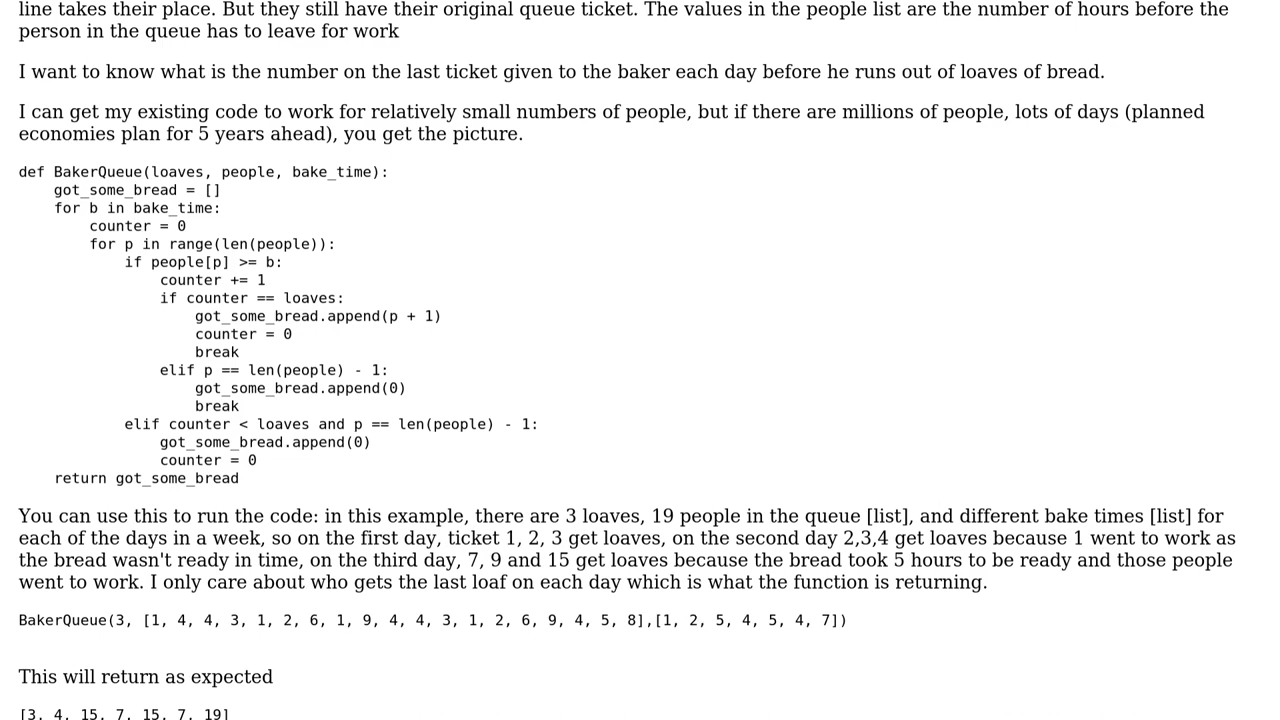 line takes their place. But they still have their original queue ticket. The values in the people list are the number of hours before the
person in the queue has to leave for work
I want to know what is the number on the last ticket given to the baker each day before he runs out of loaves of bread.
I can get my existing code to work for relatively small numbers of people, but if there are millions of people, lots of days (planned
economies plan for 5 years ahead), you get the picture.
def BakerQueue(loaves, people, bake_time):
    got_some_bread = []
    for b in bake_time:
        counter = 0
        for p in range(len(people)):
            if people[p] >= b:
                counter += 1
                if counter == loaves:
                    got_some_bread.append(p + 1)
                    counter = 0
                    break
                elif p == len(people) - 1:
                    got_some_bread.append(0)
                    break
            elif counter < loaves and p == len(people) - 1:
                got_some_bread.append(0)
                counter = 0
    return got_some_bread
You can use this to run the code: in this example, there are 3 loaves, 19 people in the queue [list], and different bake times [list] for
each of the days in a week, so on the first day, ticket 1, 2, 3 get loaves, on the second day 2,3,4 get loaves because 1 went to work as
the bread wasn't ready in time, on the third day, 7, 9 and 15 get loaves because the bread took 5 hours to be ready and those people
went to work. I only care about who gets the last loaf on each day which is what the function is returning.
BakerQueue(3, [1, 4, 4, 3, 1, 2, 6, 1, 9, 4, 4, 3, 1, 2, 6, 9, 4, 5, 8],[1, 2, 5, 4, 5, 4, 7])
This will return as expected
[3, 4, 15, 7, 15, 7, 19]